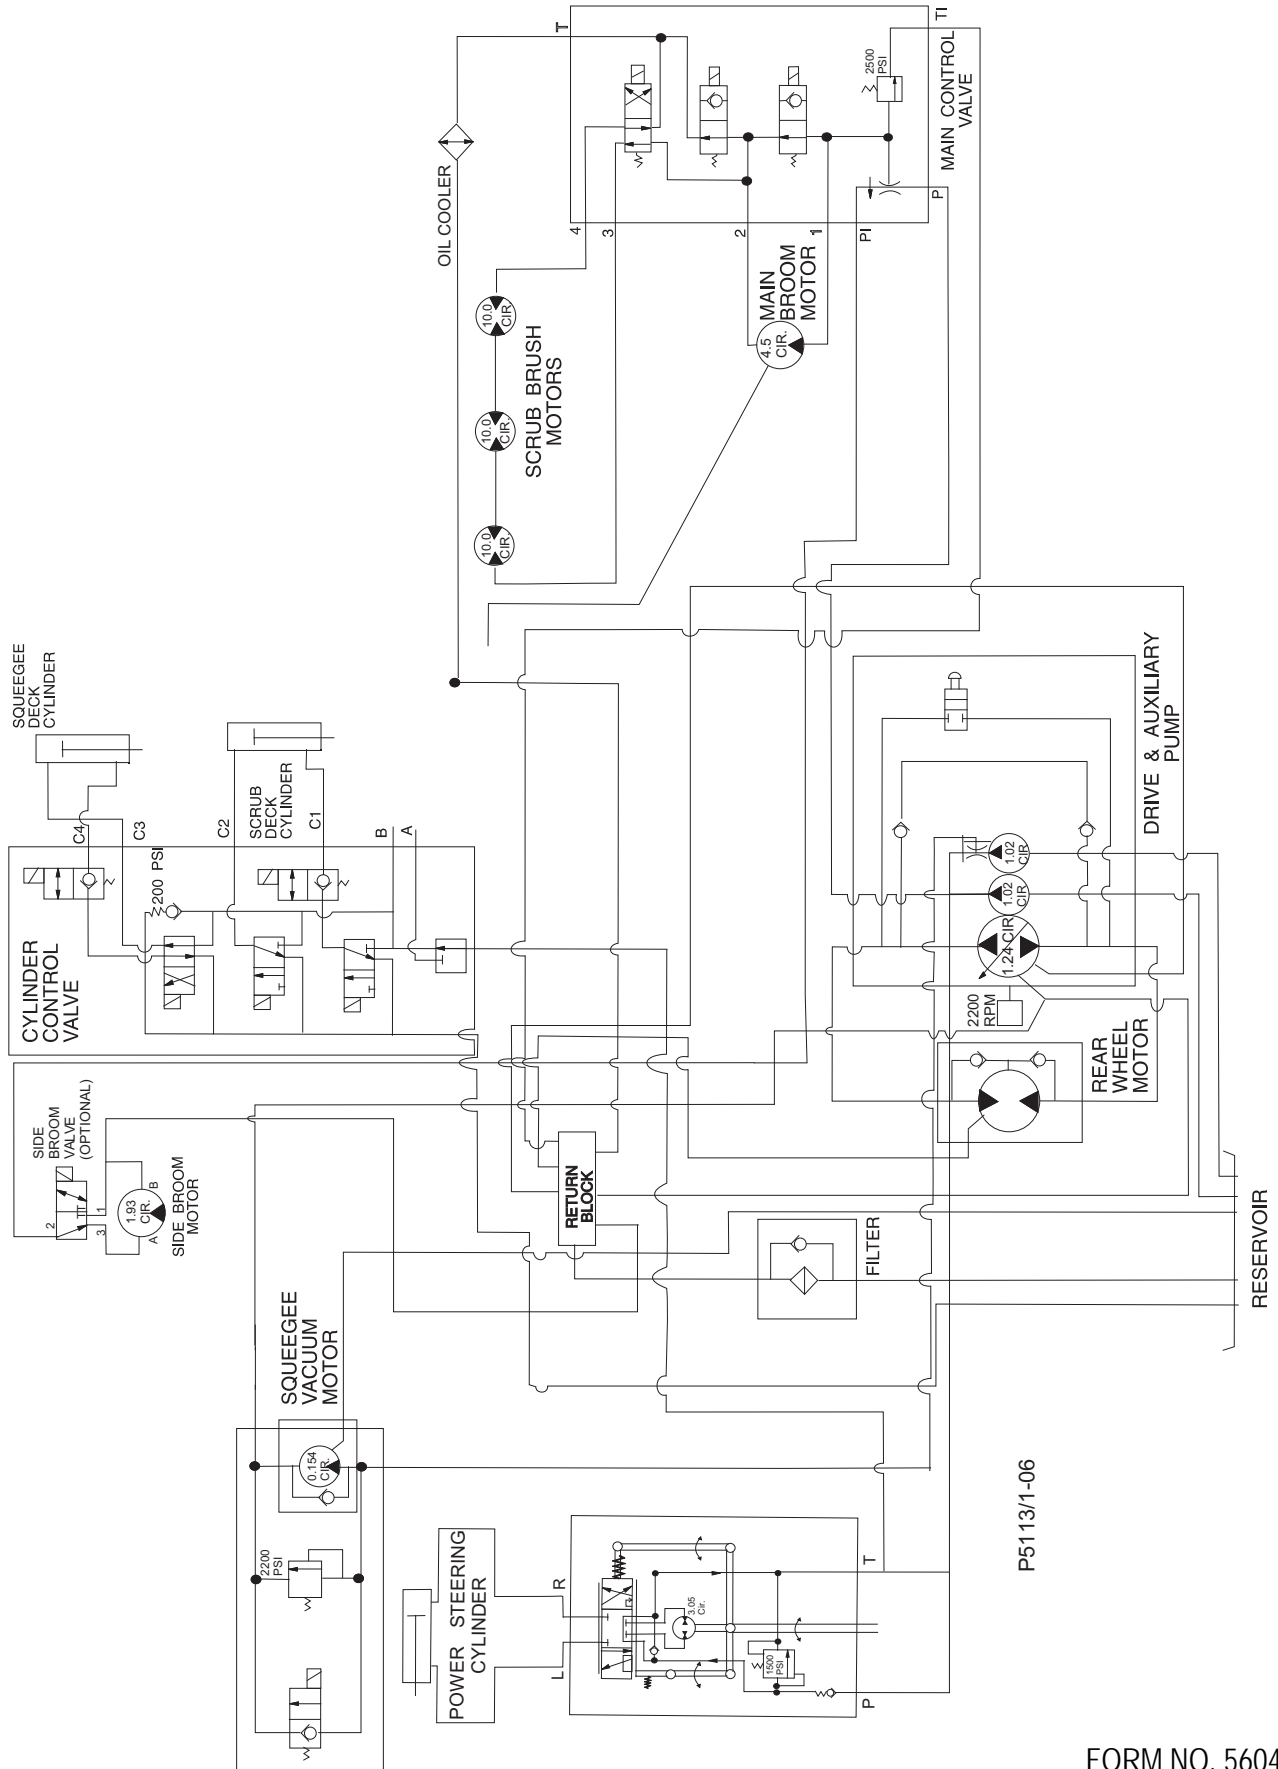 T
TI
2500
PSI
MAIN CONTROL
VALVE
P
PI
1
2
3
4
OIL COOLER
10.0
CIR
10.0
CIR.
10.0
CIR.
SCRUB BRUSH
MOTORS
MAIN
BROOM
MOTOR
4.5
CIR.
SQUEEGEE
DECK
CYLINDER
SCRUB
DECK
CYLINDER
C4
C3
C2
C1
B
A
200 PSI
CYLINDER
CONTROL
VALVE
DRIVE & AUXILIARY
PUMP
1.02
CIR
1.02
CIR
1.24 CIR
2200
RPM
REAR
WHEEL
MOTOR
SIDE
BROOM
VALVE
(OPTIONAL)
2
1
3
1.93
CIR.
A
B
SIDE BROOM
MOTOR
RETURN
BLOCK
FILTER
RESERVOIR
SQUEEGEE
VACUUM
MOTOR
0.154
CIR.
2200
PSI
POWER STEERING
CYLINDER
L
R
3.05
Cir.
1500
PSI
T
P
P5113/1-06
FORM NO. 5604